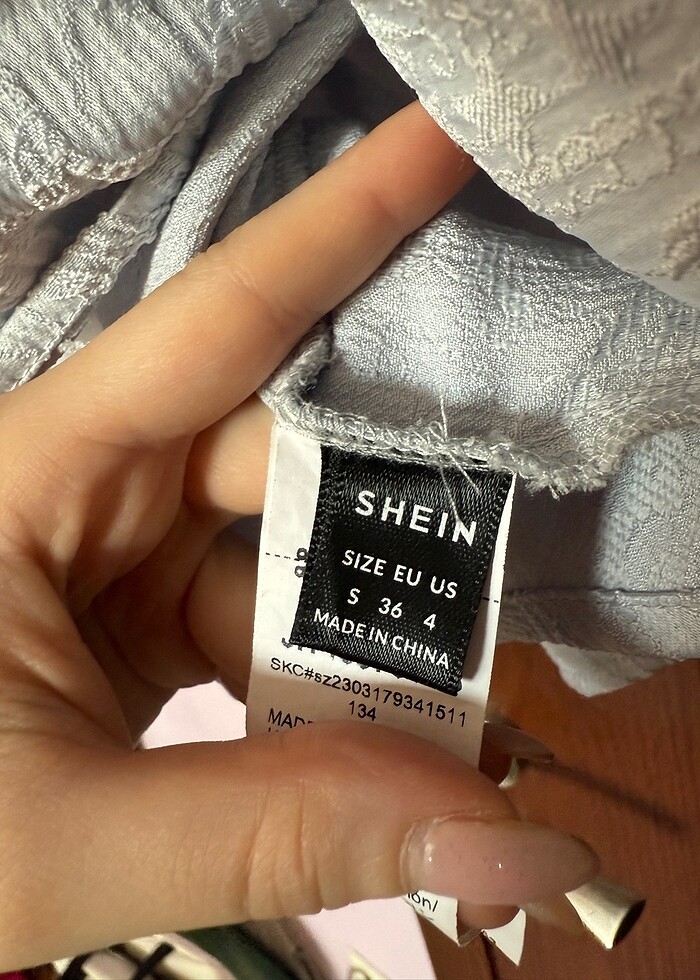 SHEIN
SIZE EU US
S 36 4
MADE IN CHINA
SKC#sz2303179341511
134